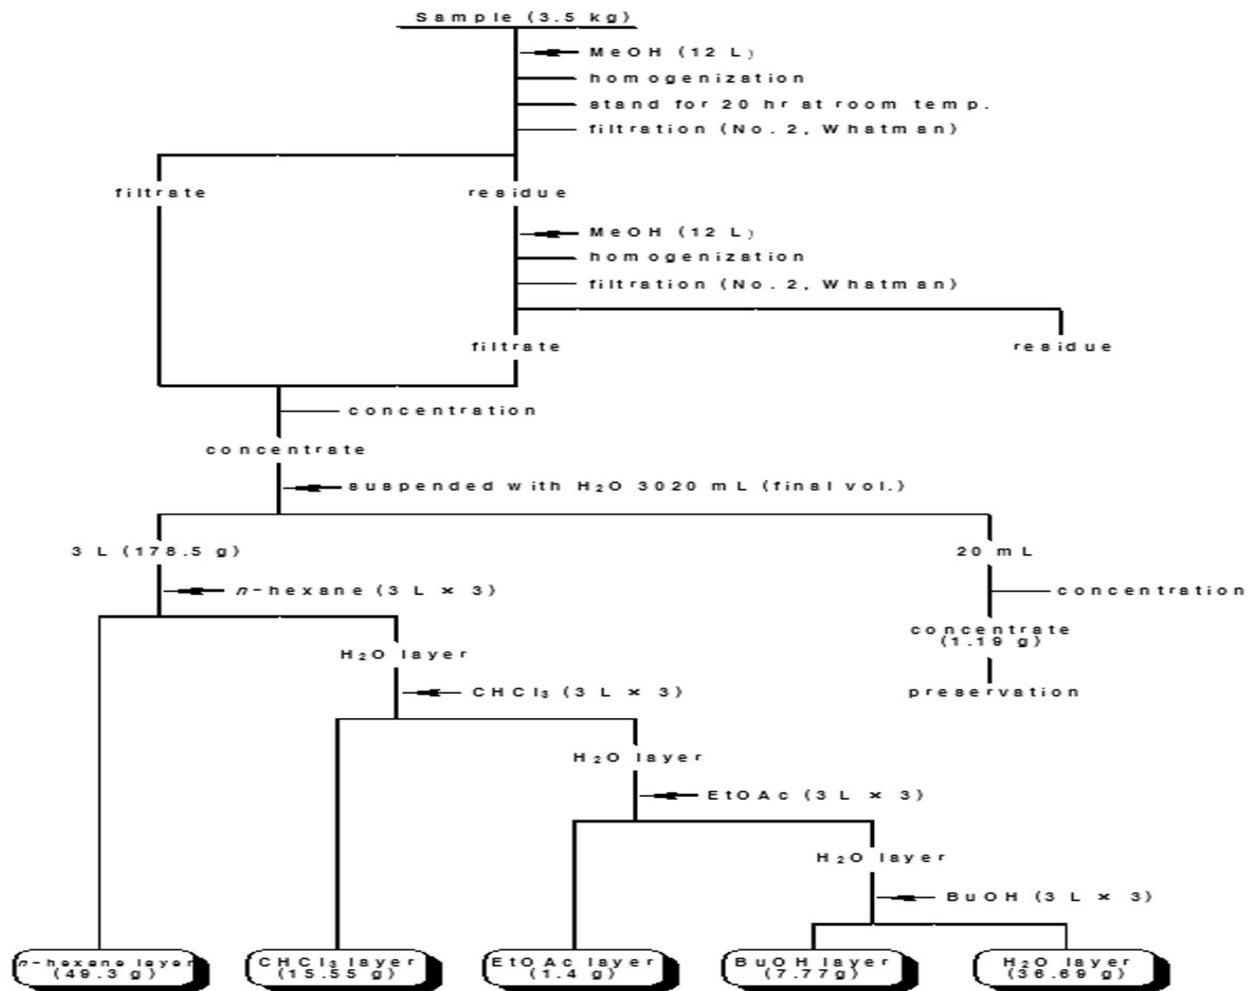 Sample (3.5 kg)
MeOH (12 L)
homogenization
stand for 20 hr at room temp.
filtration (No. 2, Whatman)
filtrate
residue
MeOH (12 L)
homogenization
filtration (No. 2, Whatman)
filtrate
residue
concentration
concentrate
suspended with H₂O 3020 mL (final vol.)
3 L (178.5 g)
20 mL
n-hexane (3 L × 3)
concentration
concentrate
(1.19 g)
H₂O layer
CHCl₃ (3 L × 3)
preservation
H₂O layer
EtOAc (3 L × 3)
H₂O layer
BuOH (3 L × 3)
n-hexane layer
(49.3 g)
CHCl₃ layer
(15.55 g)
EtOAc layer
(1.4 g)
BuOH layer
(7.77g)
H₂O layer
(36.69 g)